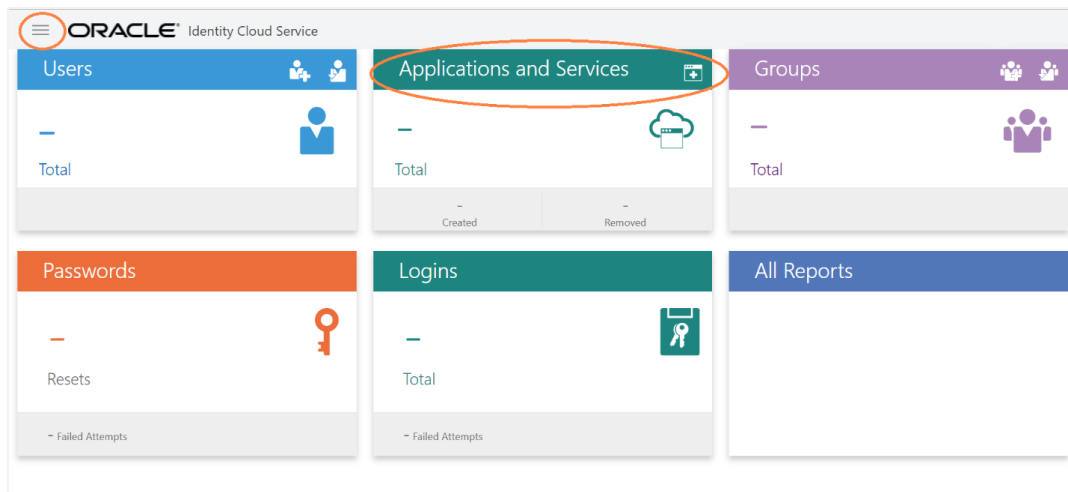 ORACLE® Identity Cloud Service
Users
Applications and Services
Groups
–
Total
–
Total
–
Total
-
Created
-
Removed
Passwords
Logins
All Reports
–
Resets
–
Total
- Failed Attempts
- Failed Attempts